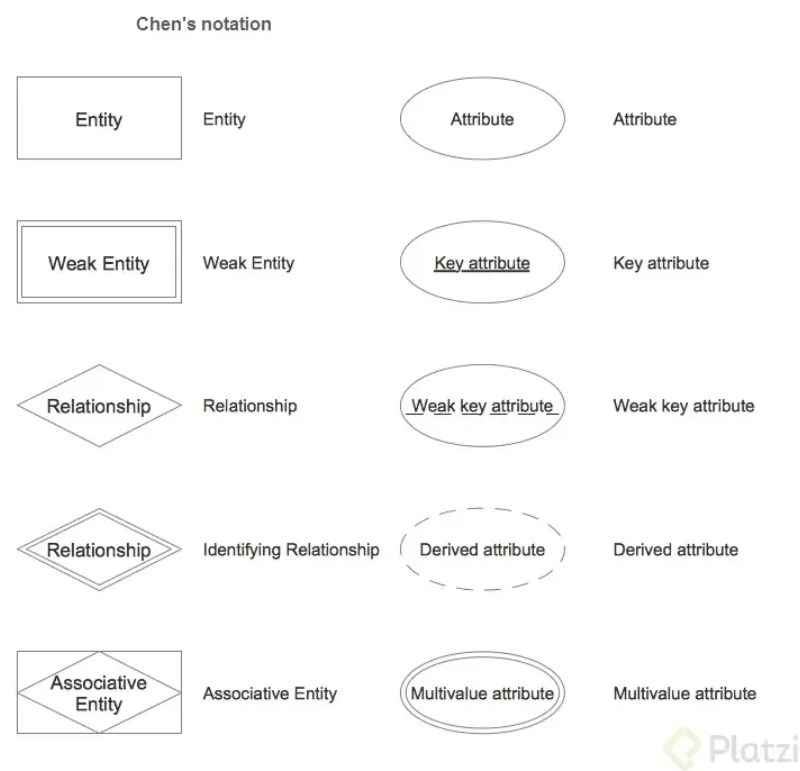 Chen's notation
Entity
Entity
Attribute
Attribute
Weak Entity
Weak Entity
Key attribute
Key attribute
Relationship
Relationship
Weak key attribute
Weak key attribute
Relationship
Identifying Relationship
Derived attribute
Derived attribute
Associative
Entity
Associative Entity
Multivalue attribute
Multivalue attribute
Platzi